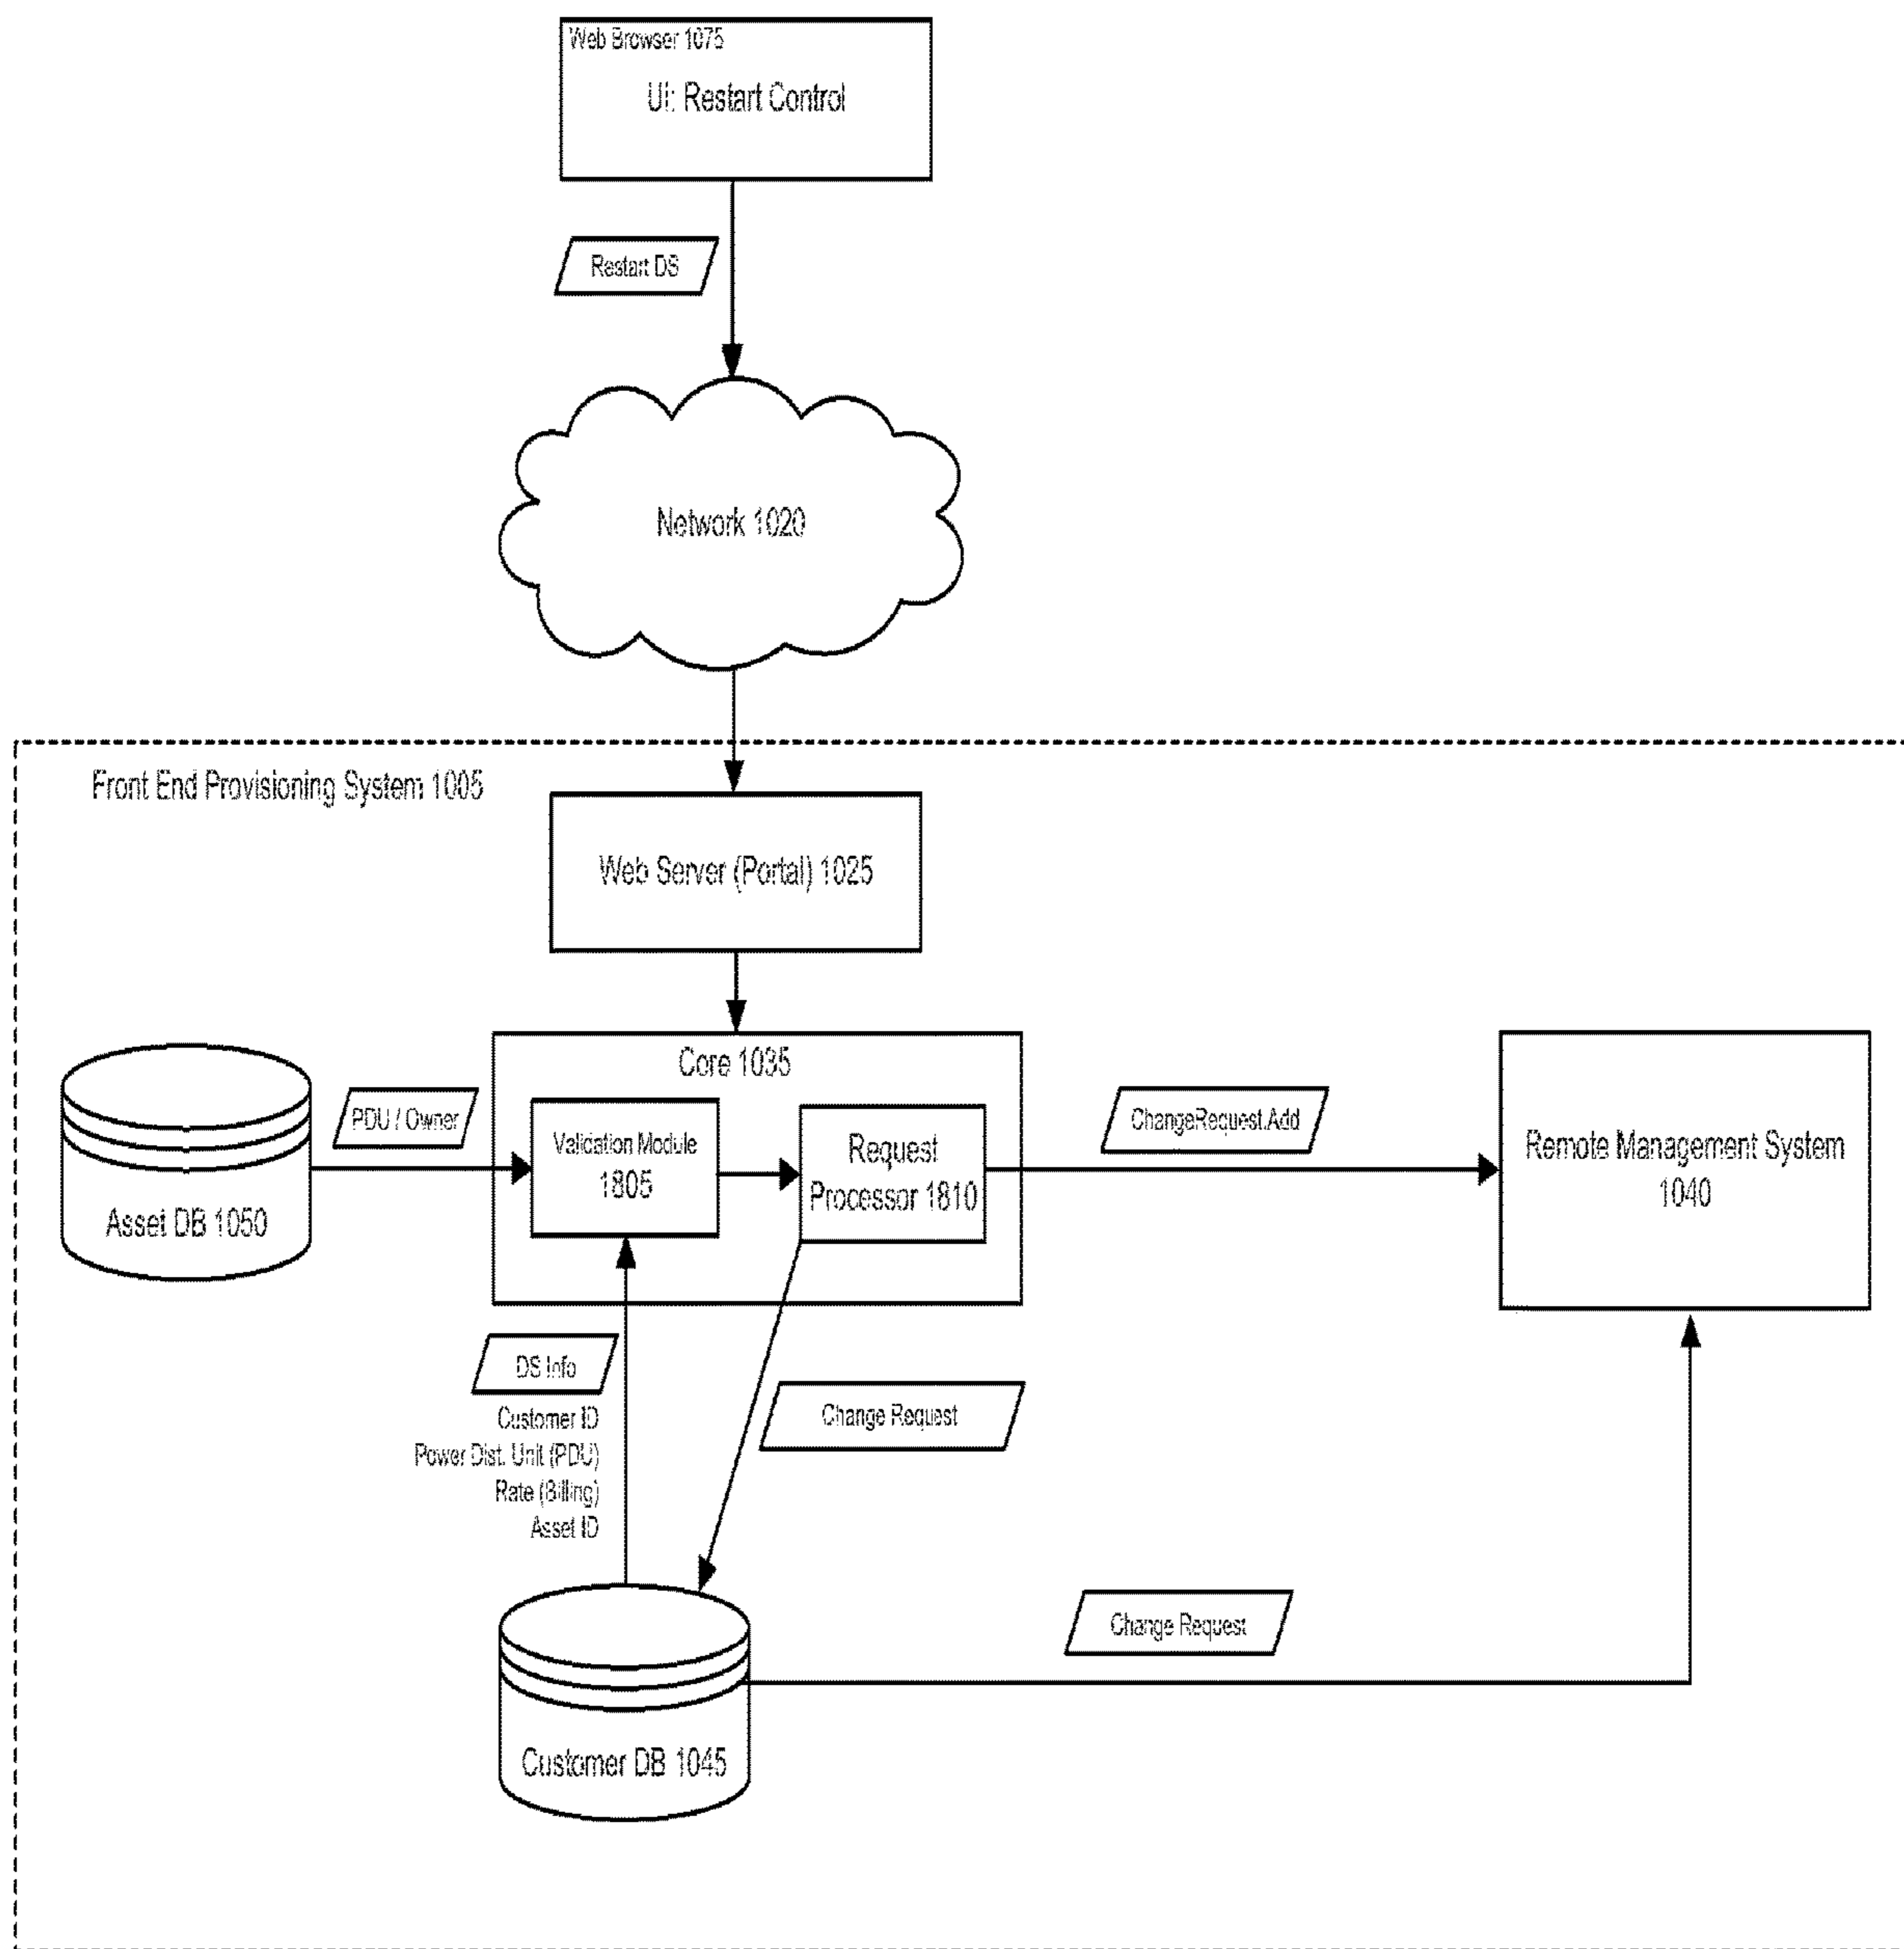 Web Browser 1075
UI: Restart Control
Restart DS
Network 1020
Front End Provisioning System 1005
Web Server (Portal) 1025
Core 1035
PDU / Owner
Validation Module
1805
Request
Processor 1810
ChangeRequest.Add
Remote Management System
1040
Asset DB 1050
DS Info
Customer ID
Power Dist. Unit (PDU)
Rate (Billing)
Asset ID
Change Request
Change Request
Customer DB 1045